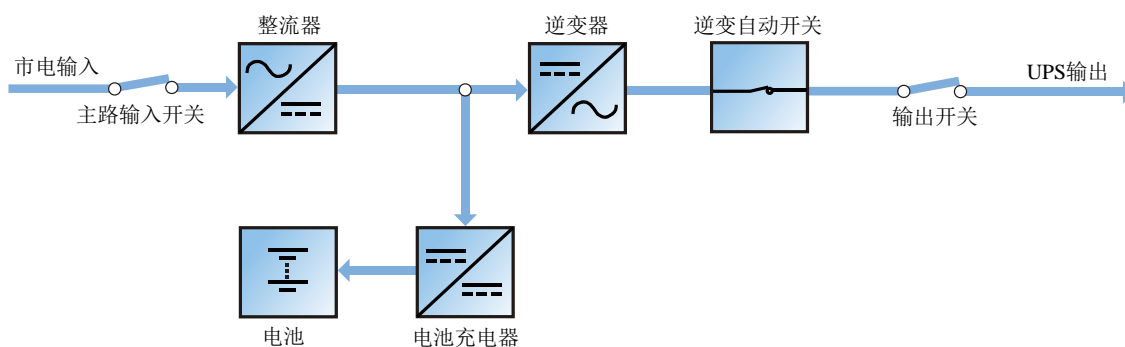 整流器
逆变器
逆变自动开关
市电输入
UPS输出
主路输入开关
输出开关
电池
电池充电器